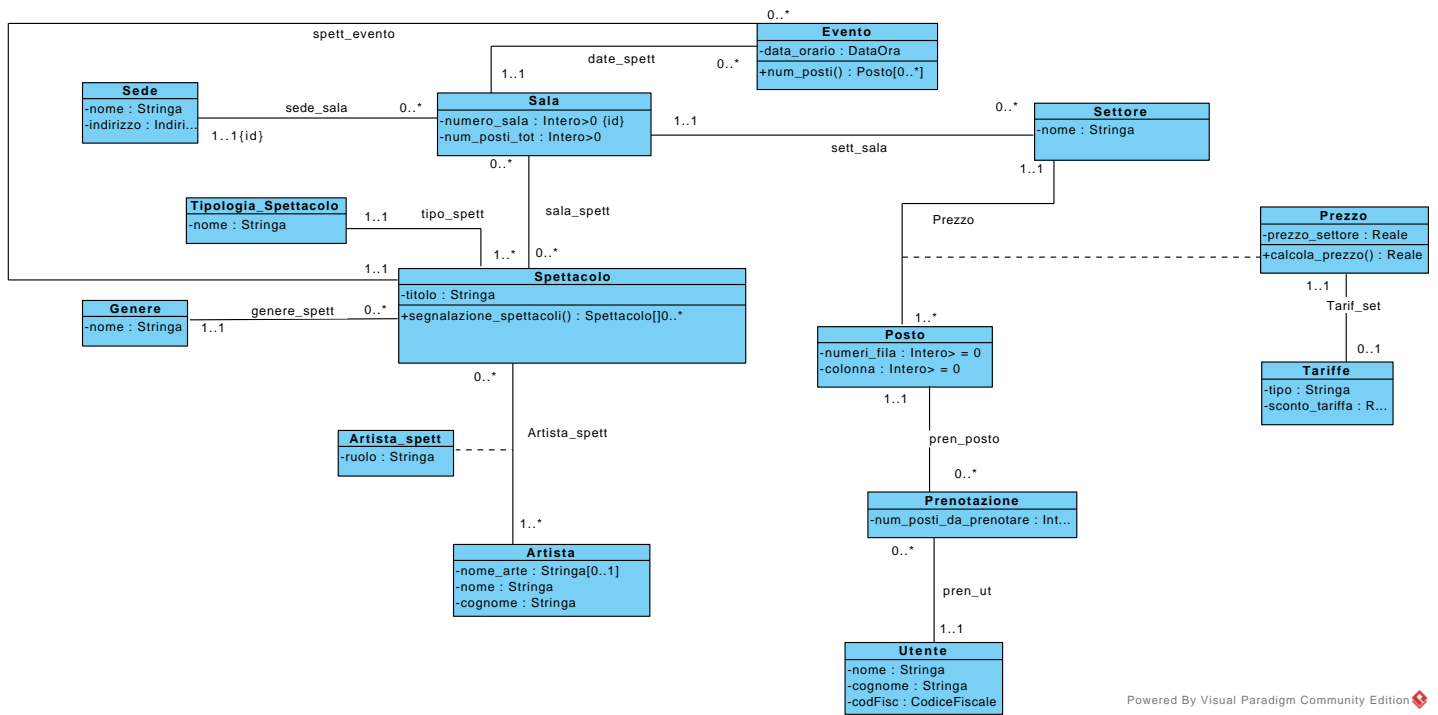 0..*
Evento
spett_evento
-data_orario : DataOra
date_spett
0..*
+num_posti() : Posto[0..*]
1..1
Sede
-nome : Stringa
-indirizzo : Indiri...
sede_sala
0..*
1..1{id}
Sala
-numero_sala : Intero>0 {id}
-num_posti_tot : Intero>0
1..1
0..*
Settore
-nome : Stringa
sett_sala
0..*
1..1
Tipologia_Spettacolo
-nome : Stringa
1..1
tipo_spett
sala_spett
Prezzo
Prezzo
-prezzo_settore : Reale
+calcola_prezzo() : Reale
1..*
0..*
1..1
Spettacolo
-titolo : Stringa
+segnalazione_spettacoli() : Spettacolo[]0..*
1..1
Tarif_set
Genere
-nome : Stringa
genere_spett
0..*
1..1
1..*
Posto
-numeri_fila : Intero> = 0
-colonna : Intero> = 0
0..1
Tariffe
-tipo : Stringa
-sconto_tariffa : R...
0..*
1..1
Artista_spett
-ruolo : Stringa
Artista_spett
pren_posto
0..*
Prenotazione
-num_posti_da_prenotare : Int...
1..*
Artista
-nome_arte : Stringa[0..1]
-nome : Stringa
-cognome : Stringa
0..*
pren_ut
1..1
Utente
-nome : Stringa
-cognome : Stringa
-codFisc : CodiceFiscale
Powered By Visual Paradigm Community Edition